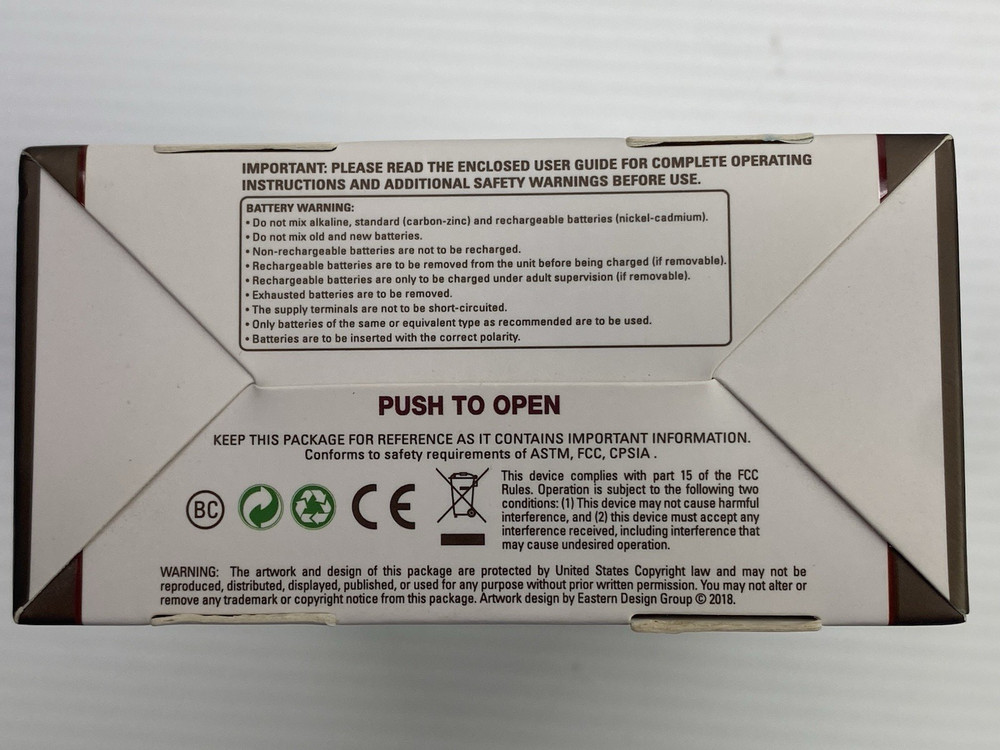 IMPORTANT: PLEASE READ THE ENCLOSED USER GUIDE FOR COMPLETE OPERATING
INSTRUCTIONS AND ADDITIONAL SAFETY WARNINGS BEFORE USE.
BATTERY WARNING:
• Do not mix alkaline, standard (carbon-zinc) and rechargeable batteries (nickel-cadmium).
• Do not mix old and new batteries.
• Non-rechargeable batteries are not to be recharged.
• Rechargeable batteries are to be removed from the unit before being charged (if removable).
• Rechargeable batteries are only to be charged under adult supervision (if removable).
• Exhausted batteries are to be removed.
• The supply terminals are not to be short-circuited.
• Only batteries of the same or equivalent type as recommended are to be used.
• Batteries are to be inserted with the correct polarity.
PUSH TO OPEN
KEEP THIS PACKAGE FOR REFERENCE AS IT CONTAINS IMPORTANT INFORMATION.
Conforms to safety requirements of ASTM, FCC, CPSIA .
BC
CE
This device complies with part 15 of the FCC
Rules. Operation is subject to the following two
conditions: (1) This device may not cause harmful
interference, and (2) this device must accept any
interference received, including interference that
may cause undesired operation.
WARNING: The artwork and design of this package are protected by United States Copyright law and may not be
reproduced, distributed, displayed, published, or used for any purpose without prior written permission. You may not alter or
remove any trademark or copyright notice from this package. Artwork design by Eastern Design Group © 2018.